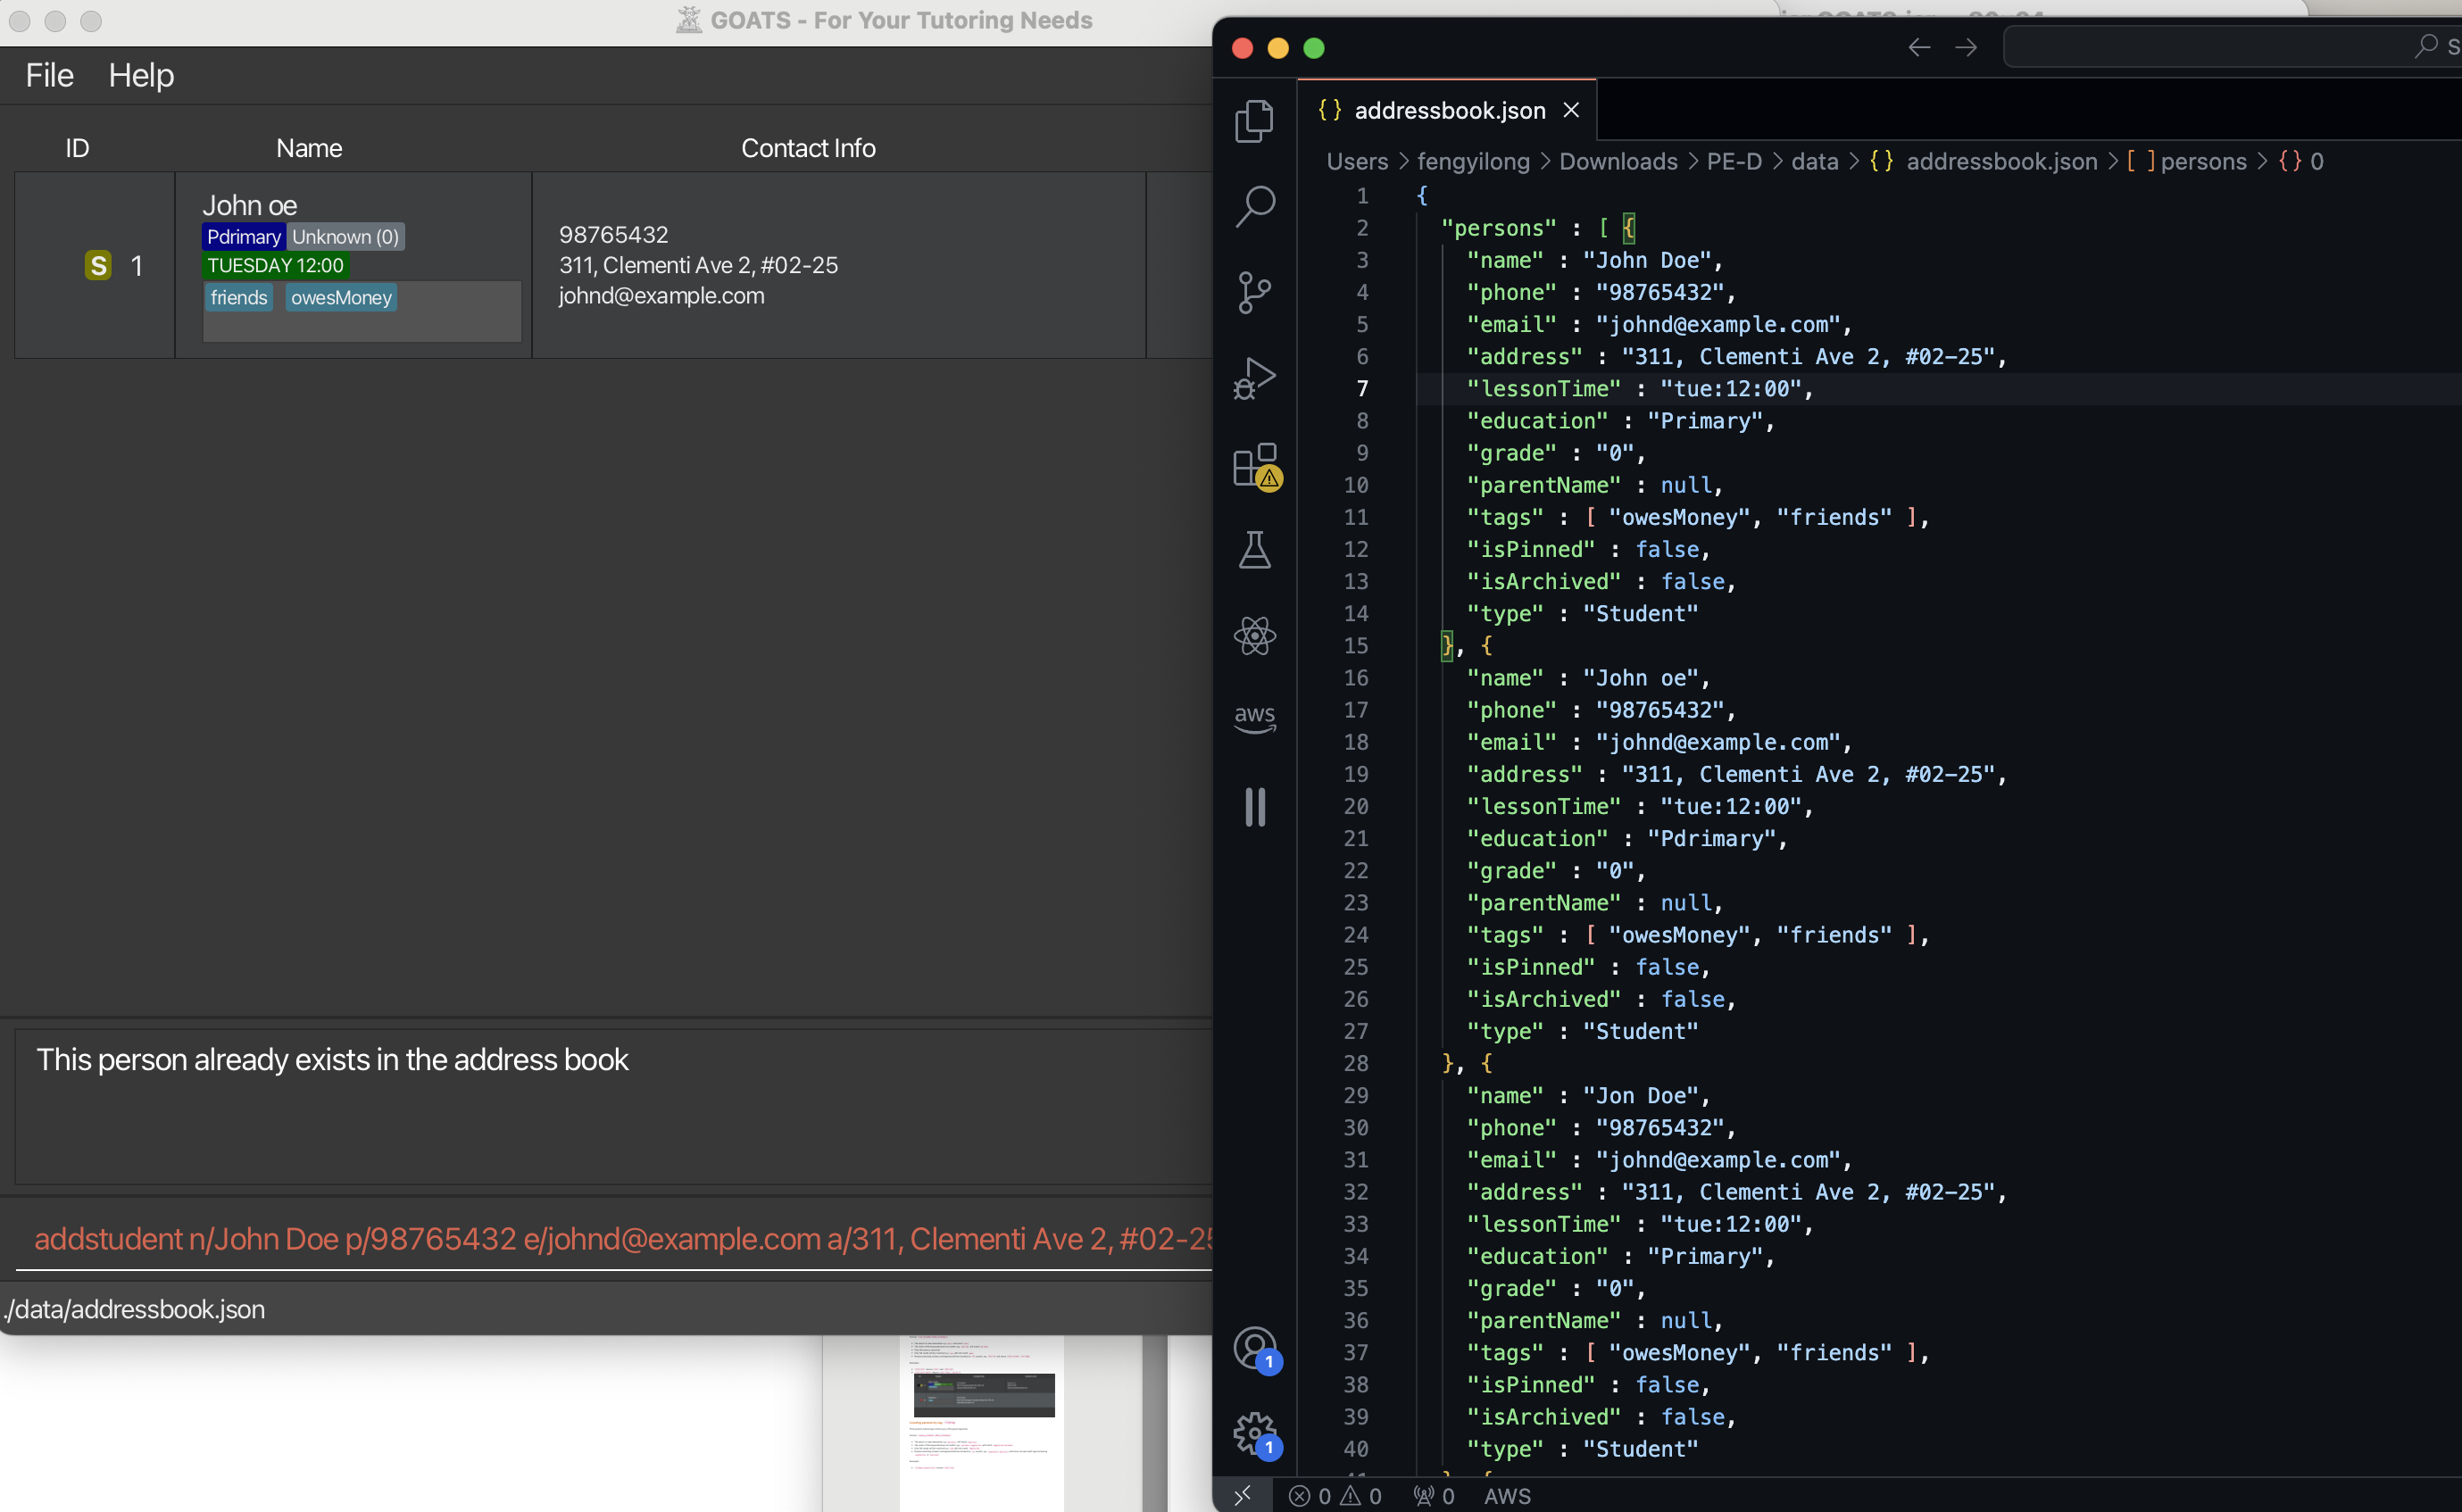 GOATS - For Your Tutoring Needs
File Help
ID Name Contact Info
John oe
Pdrimary Unknown (0)
TUESDAY 12:00
friends owesMoney
S 1
98765432
311, Clementi Ave 2, #02-25
johnd@example.com
This person already exists in the address book
addstudent n/John Doe p/98765432 e/johnd@example.com a/311, Clementi Ave 2, #02-25
./data/addressbook.json
{} addressbook.json ×
Users > fengyilong > Downloads > PE-D > data > {} addressbook.json > [ ] persons > {} 0
1 {
2 "persons" : [ {
3 "name" : "John Doe",
4 "phone" : "98765432",
5 "email" : "johnd@example.com",
6 "address" : "311, Clementi Ave 2, #02-25",
7 "lessonTime" : "tue:12:00",
8 "education" : "Primary",
9 "grade" : "0",
10 "parentName" : null,
11 "tags" : [ "owesMoney", "friends" ],
12 "isPinned" : false,
13 "isArchived" : false,
14 "type" : "Student"
15 }, {
16 "name" : "John oe",
17 "phone" : "98765432",
18 "email" : "johnd@example.com",
19 "address" : "311, Clementi Ave 2, #02-25",
20 "lessonTime" : "tue:12:00",
21 "education" : "Pdrimary",
22 "grade" : "0",
23 "parentName" : null,
24 "tags" : [ "owesMoney", "friends" ],
25 "isPinned" : false,
26 "isArchived" : false,
27 "type" : "Student"
28 }, {
29 "name" : "Jon Doe",
30 "phone" : "98765432",
31 "email" : "johnd@example.com",
32 "address" : "311, Clementi Ave 2, #02-25",
33 "lessonTime" : "tue:12:00",
34 "education" : "Primary",
35 "grade" : "0",
36 "parentName" : null,
37 "tags" : [ "owesMoney", "friends" ],
38 "isPinned" : false,
39 "isArchived" : false,
40 "type" : "Student"
aws
1
1
0 0 0 AWS